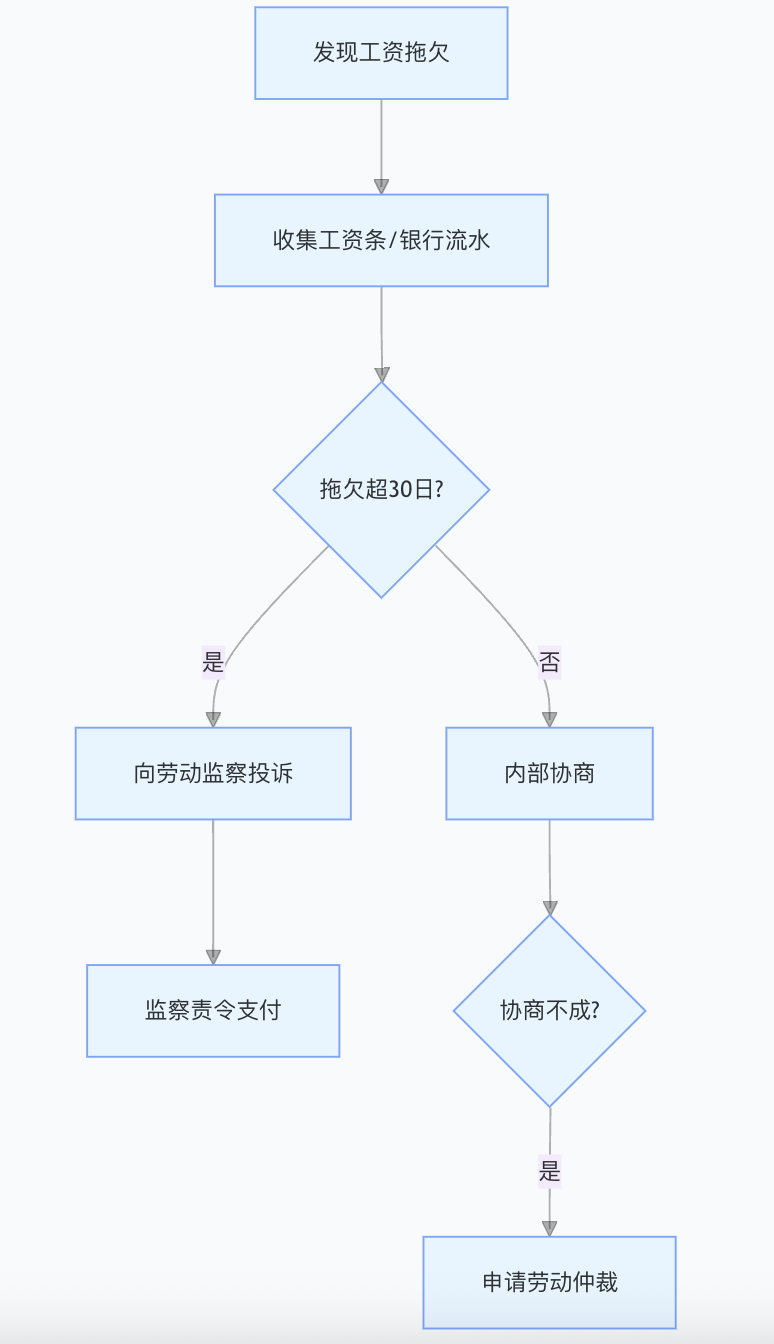 发现工资拖欠
收集工资条/银行流水
拖欠超30日?
是
否
向劳动监察投诉
内部协商
监察责令支付
协商不成?
是
申请劳动仲裁